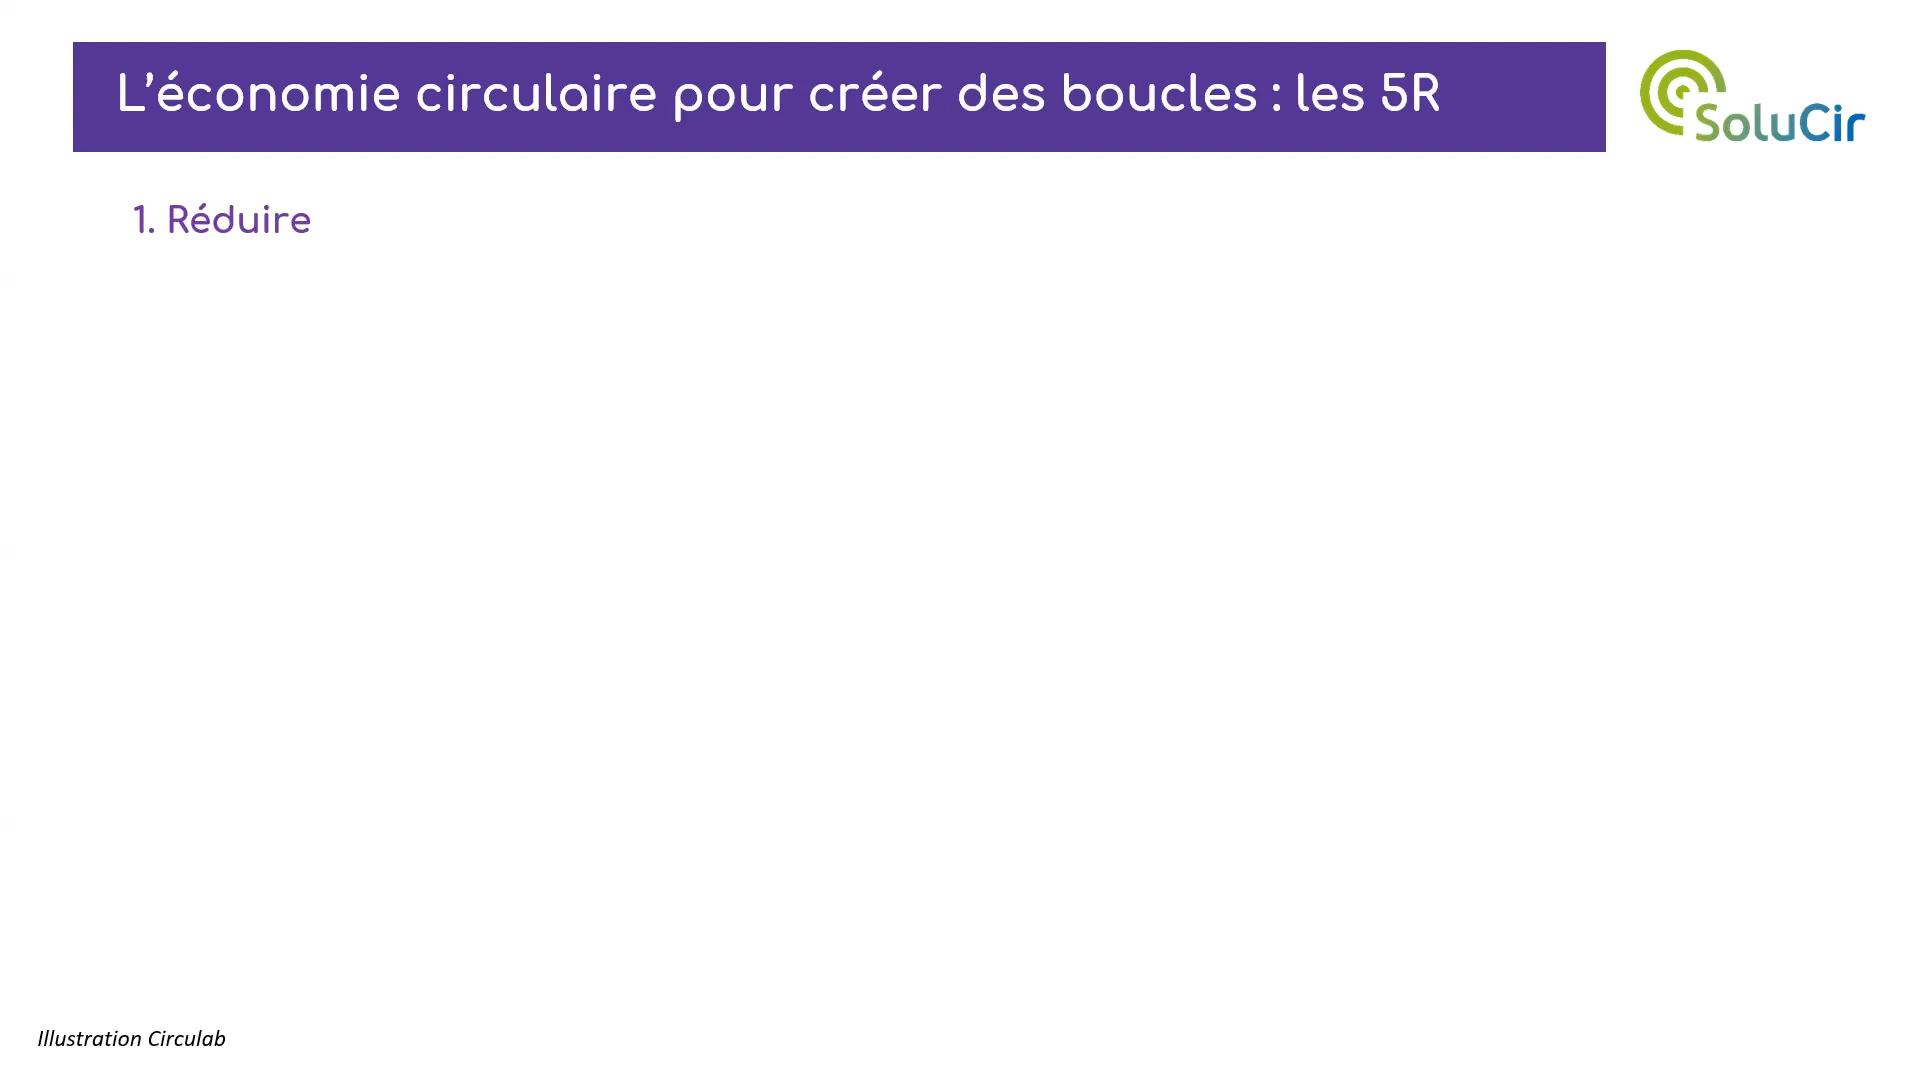 L’économie circulaire pour créer des boucles : les 5R
SoluCir
1. Réduire
Illustration Circulab